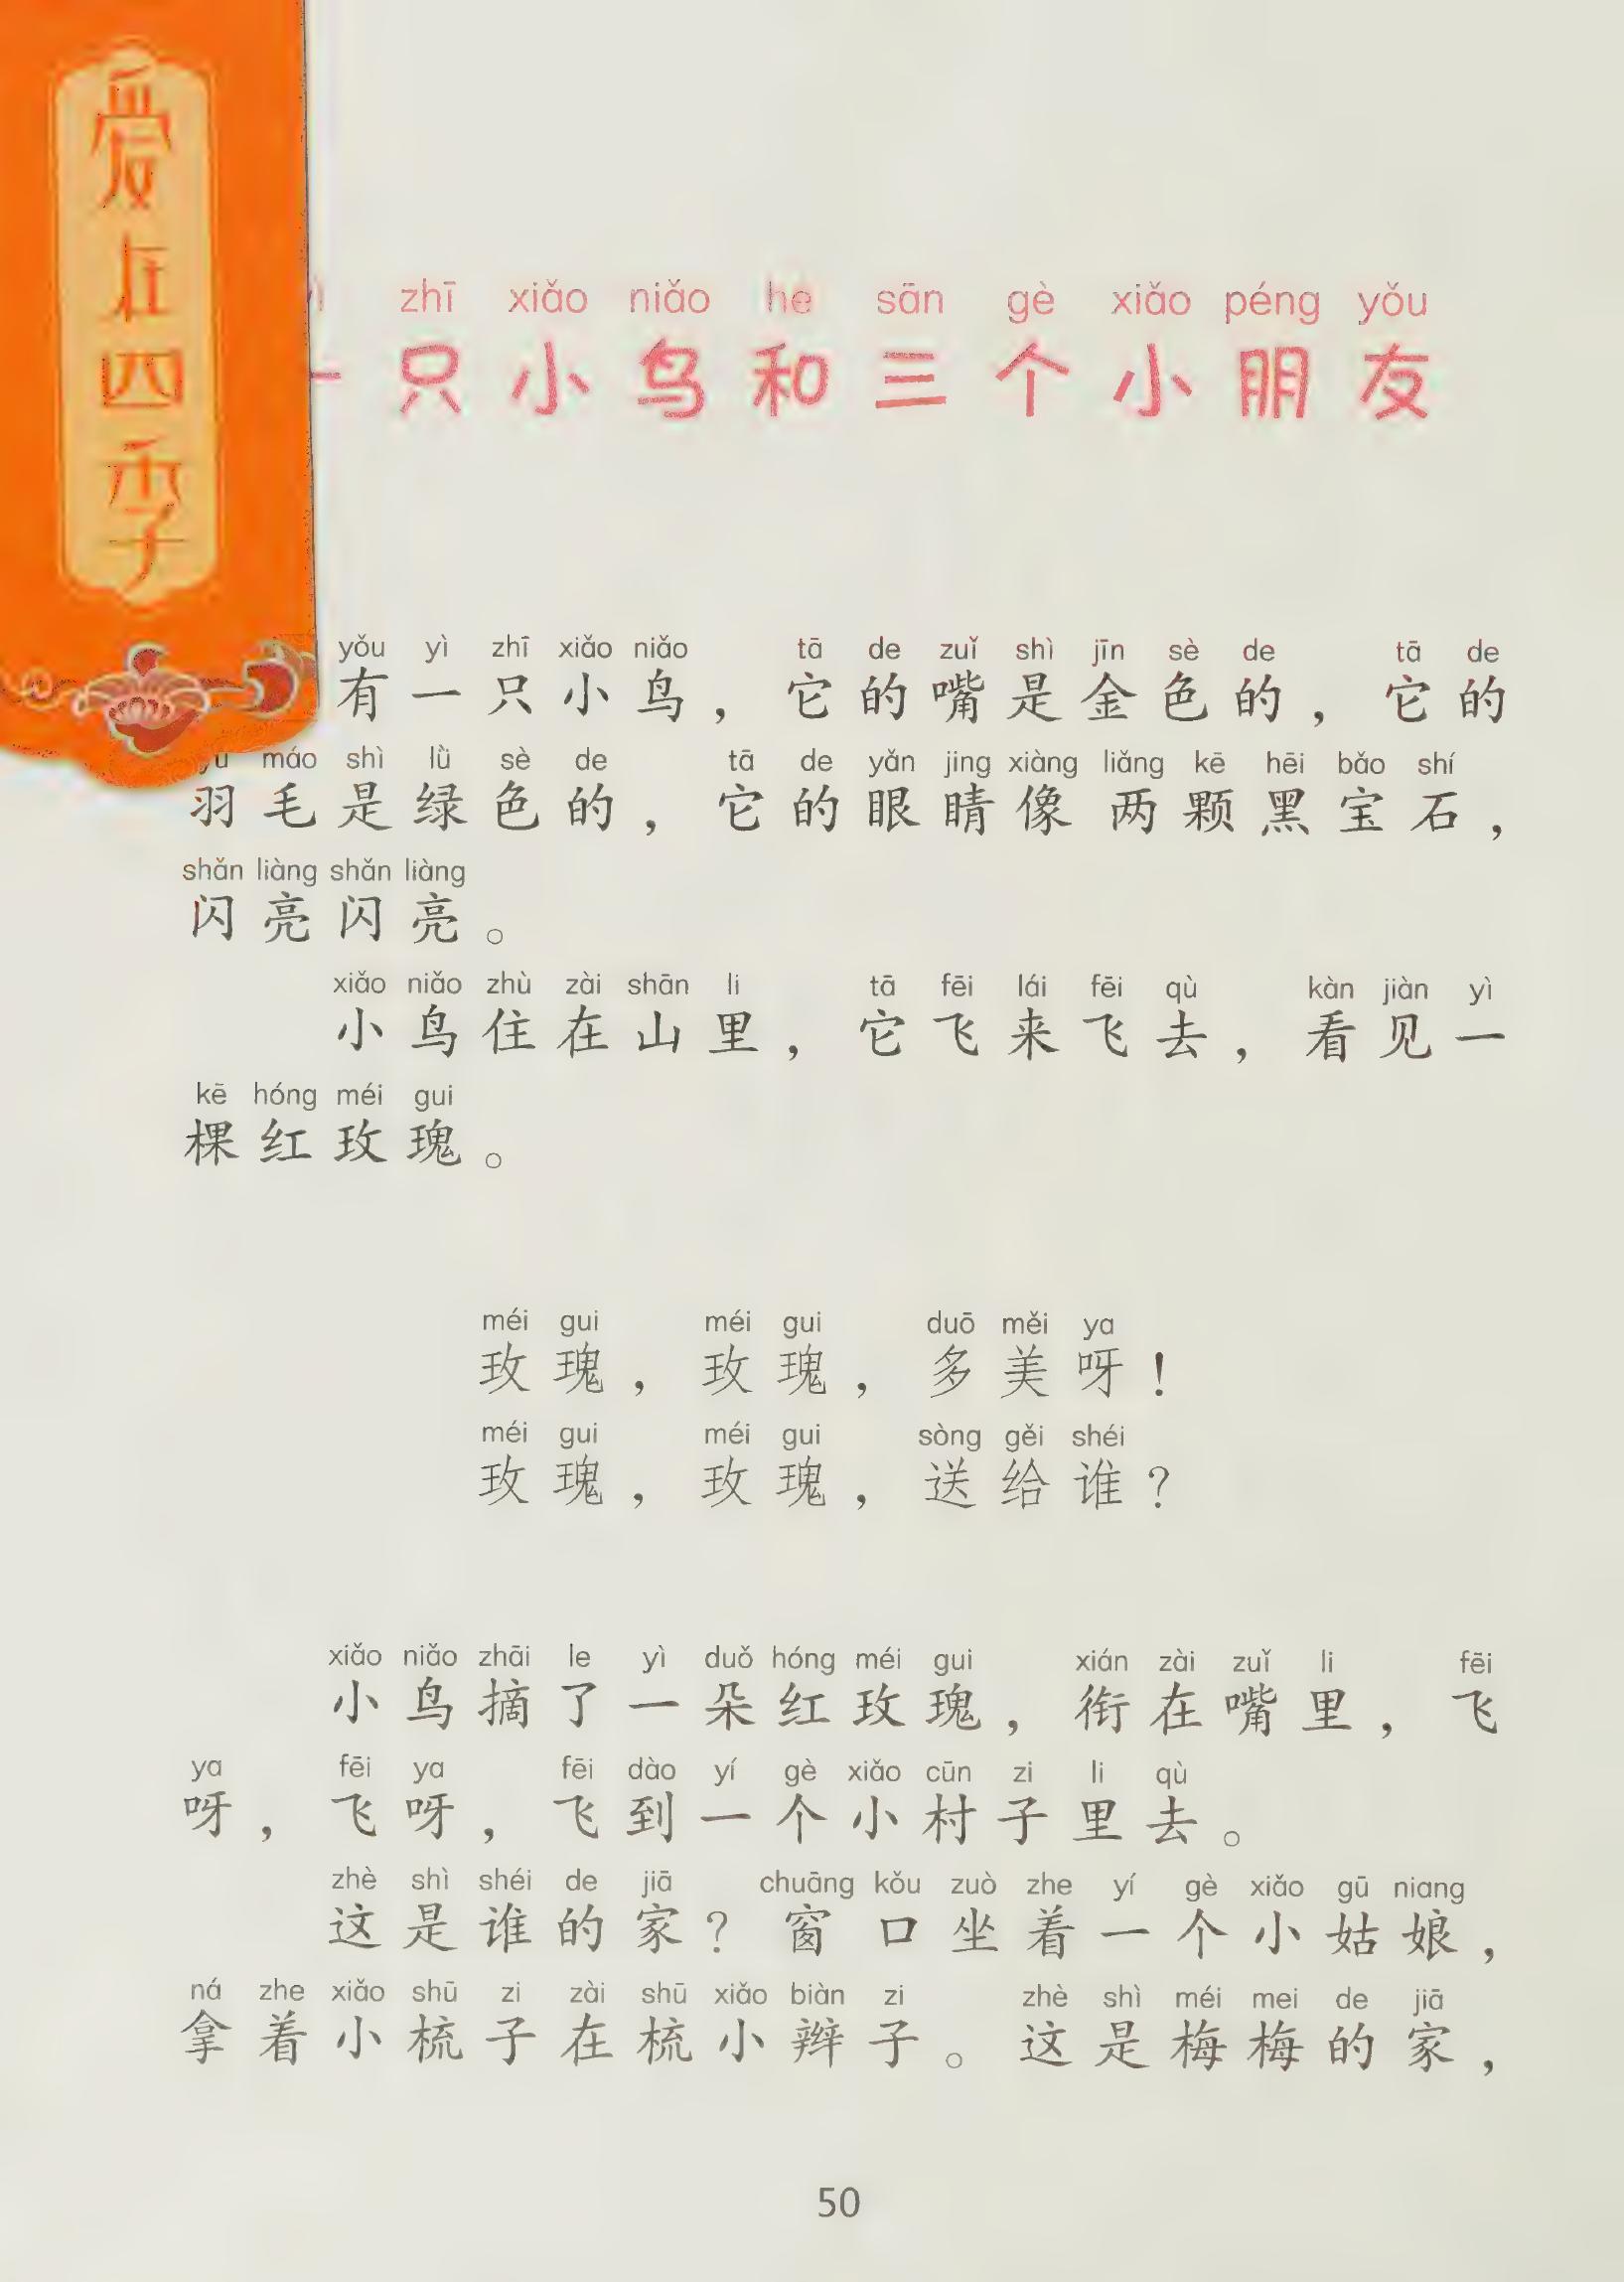 爱在四季
yì zhī xiǎo niǎo hé sān gè xiǎo péng yǒu
一只小鸟和三个小朋友
yǒu yì zhī xiǎo niǎo tā de zuǐ shì jīn sè de tā de
有一只小鸟，它的嘴是金色的，它的
yǔ máo shì lǜ sè de tā de yǎn jing xiàng liǎng kē hēi bǎo shí
羽毛是绿色的，它的眼睛像两颗黑宝石，
shǎn liàng shǎn liàng
闪亮闪亮。
xiǎo niǎo zhù zài shān li tā fēi lái fēi qù kàn jiàn yì
小鸟住在山里，它飞来飞去，看见一
kē hóng méi gui
棵红玫瑰。
méi gui méi gui duō měi ya
玫瑰，玫瑰，多美呀！
méi gui méi gui sòng gěi shéi
玫瑰，玫瑰，送给谁？
xiǎo niǎo zhāi le yì duǒ hóng méi gui xián zài zuǐ li fēi
小鸟摘了一朵红玫瑰，衔在嘴里，飞
ya fēi ya fēi dào yí gè xiǎo cūn zi li qù
呀，飞呀，飞到一个小村子里去。
zhè shì shéi de jiā chuāng kǒu zuò zhe yí gè xiǎo gū niang
这是谁的家？窗口坐着一个小姑娘，
ná zhe xiǎo shū zi zài shū xiǎo biàn zi zhè shì méi mei de jiā
拿着小梳子在梳小辫子。这是梅梅的家，
50